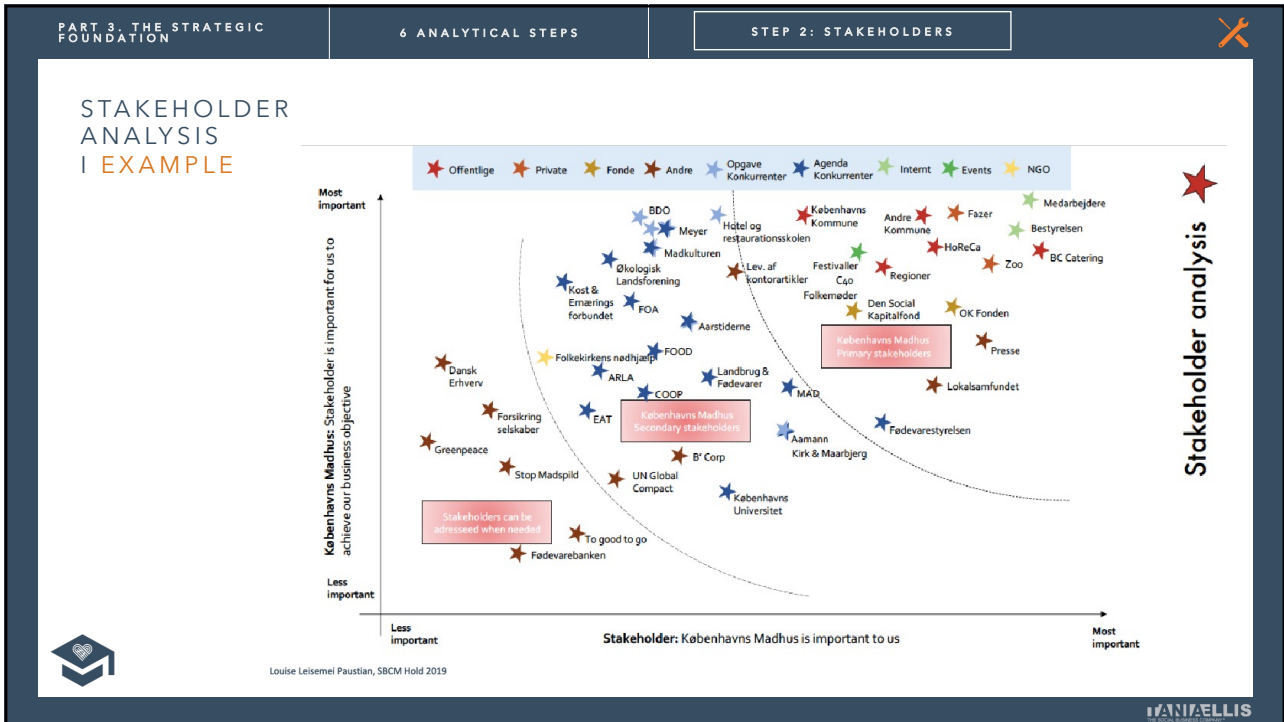 PART 3. THE STRATEGIC
FOUNDATION
6 ANALYTICAL STEPS
STEP 2: STAKEHOLDERS
STAKEHOLDER
ANALYSIS
I EXAMPLE
Offentlige
Private
Fonde
Andre
Opgave
Konkurrenter
Agenda
Konkurrenter
Internt
Events
NGO
Most
important
Københavns Madhus: Stakeholder is important for us to
achieve our business objective
Less
important
BDO
Meyer
Madkulturen
Hotel og
restaurationsskolen
Københavns
Kommune
Andre
Kommune
Fazer
Medarbejdere
Bestyrelsen
HoReCa
BC Catering
Zoo
Økologisk
Landsforening
Lev. af
kontorartikler
Festivaller
C40
Folkemøder
Regioner
Kost &
Ernærings
forbundet
FOA
Den Social
Kapitalfond
OK Fonden
Aarstiderne
Københavns Madhus
Primary stakeholders
Presse
Folkekirkens nødhjælp
FOOD
Dansk
Erhverv
ARLA
Landbrug &
Fødevarer
MAD
Lokalsamfundet
COOP
Forsikring
selskaber
EAT
Københavns Madhus
Secondary stakeholders
Fødevarestyrelsen
Aamann
Kirk & Maarbjerg
Greenpeace
B' Corp
Stop Madspild
UN Global
Compact
Københavns
Universitet
Stakeholders can be
adresseed when needed
To good to go
Fødevarebanken
Less
important
Stakeholder: Københavns Madhus is important to us
Most
important
Stakeholder analysis
Louise Leisemei Paustian, SBCM Hold 2019
TANIAELLIS
THE SOCIAL BUSINESS COMPANY